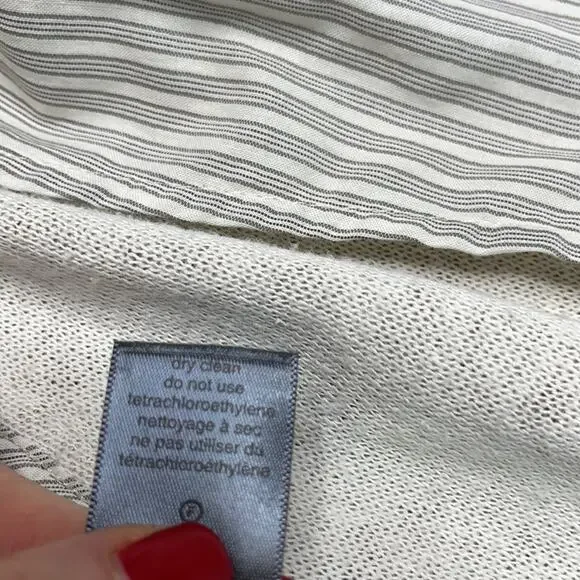 dry clean
do not use
tetrachloroethylene
nettoyage à sec
ne pas utiliser du
tétrachloroéthylène